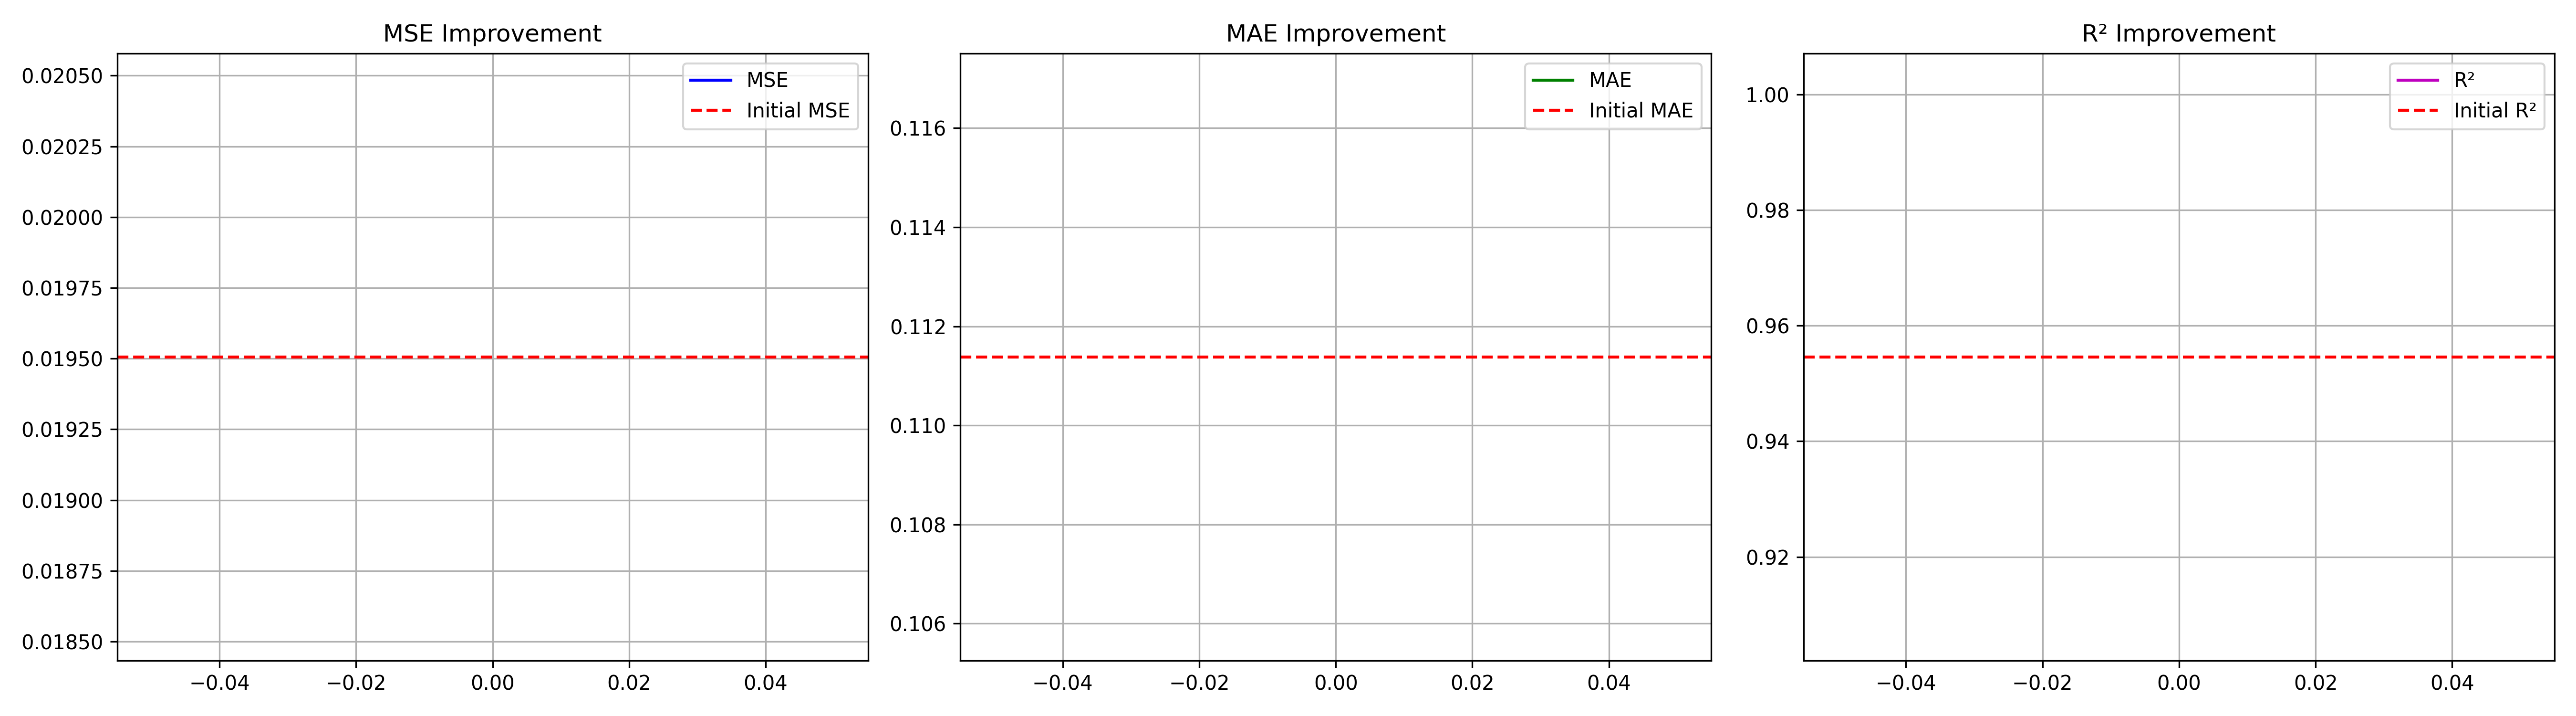 MSE Improvement
0.02050
0.02025
0.02000
0.01975
0.01950
0.01925
0.01900
0.01875
0.01850
−0.04 −0.02 0.00 0.02 0.04
MSE
Initial MSE
MAE Improvement
0.116
0.114
0.112
0.110
0.108
0.106
−0.04 −0.02 0.00 0.02 0.04
MAE
Initial MAE
R² Improvement
1.00
0.98
0.96
0.94
0.92
−0.04 −0.02 0.00 0.02 0.04
R²
Initial R²